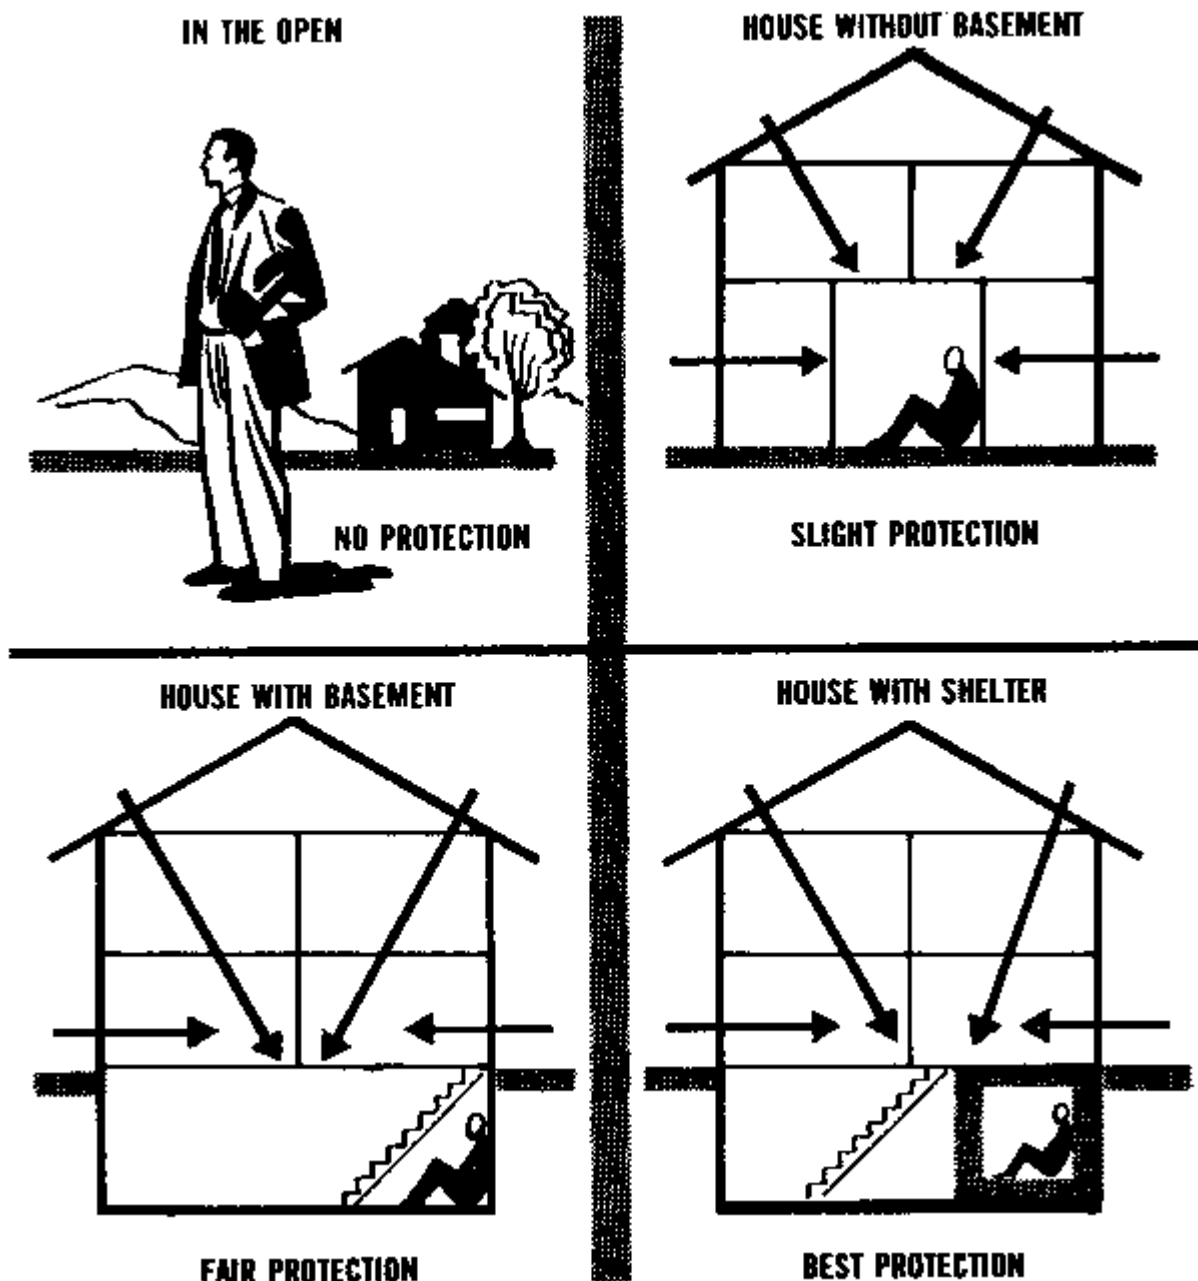 IN THE OPEN
NO PROTECTION
HOUSE WITHOUT BASEMENT
SLIGHT PROTECTION
HOUSE WITH BASEMENT
FAIR PROTECTION
HOUSE WITH SHELTER
BEST PROTECTION